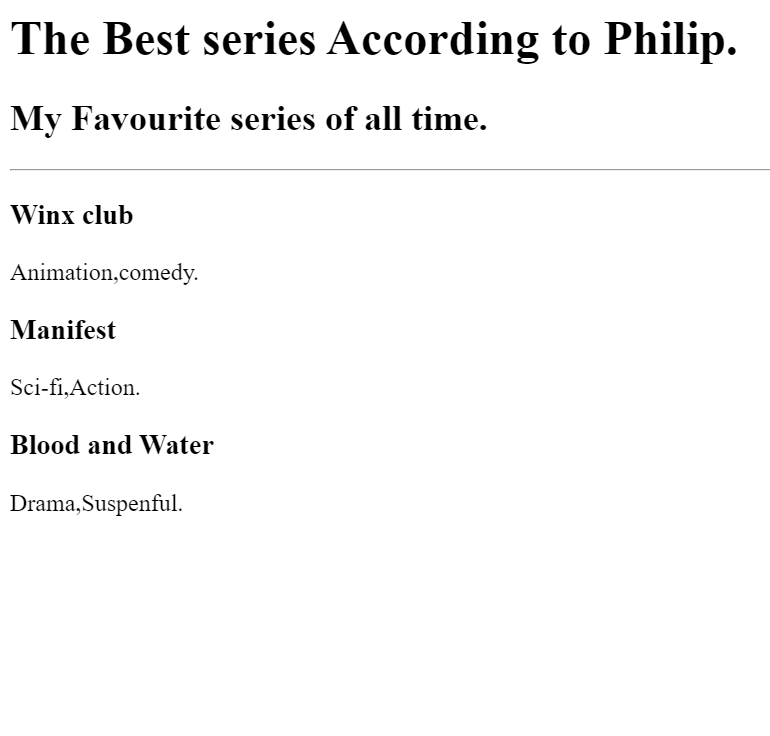 The Best series According to Philip.
My Favourite series of all time.
Winx club
Animation,comedy.
Manifest
Sci-fi,Action.
Blood and Water
Drama,Suspenful.